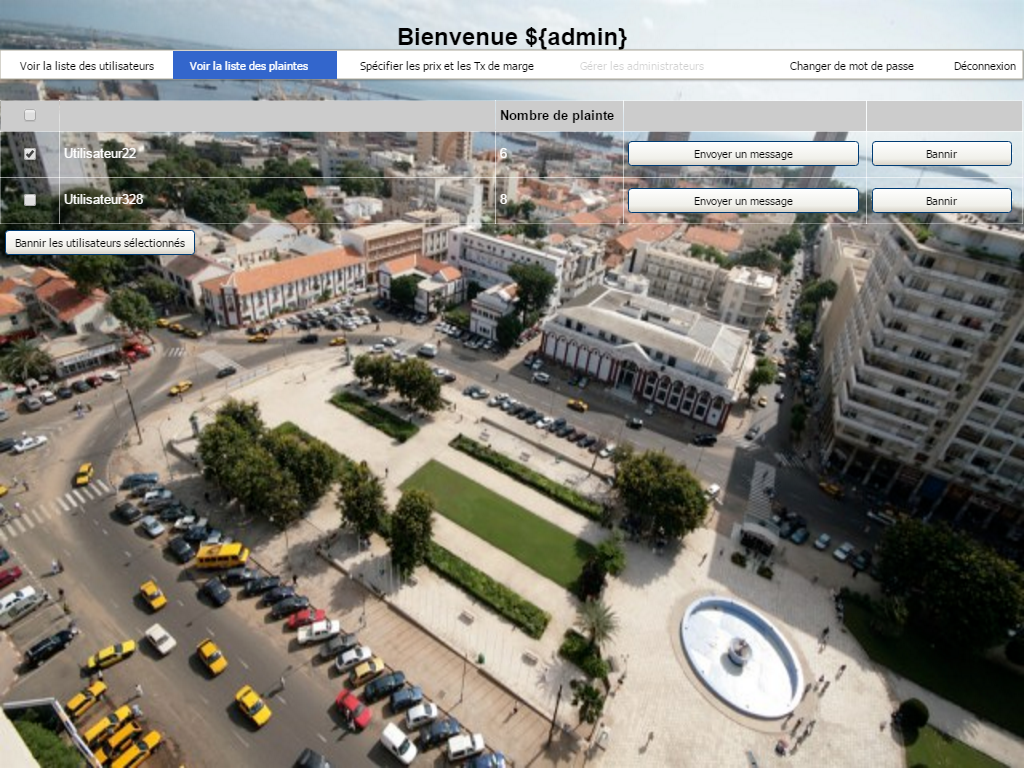 Bienvenue ${admin}
Voir la liste des utilisateurs Voir la liste des plaintes Spécifier les prix et les Tx de marge Gérer les administrateurs Changer de mot de passe Déconnexion
Nombre de plainte
Utilisateur22 6 Envoyer un message Bannir
Utilisateur328 8 Envoyer un message Bannir
Bannir les utilisateurs sélectionnés